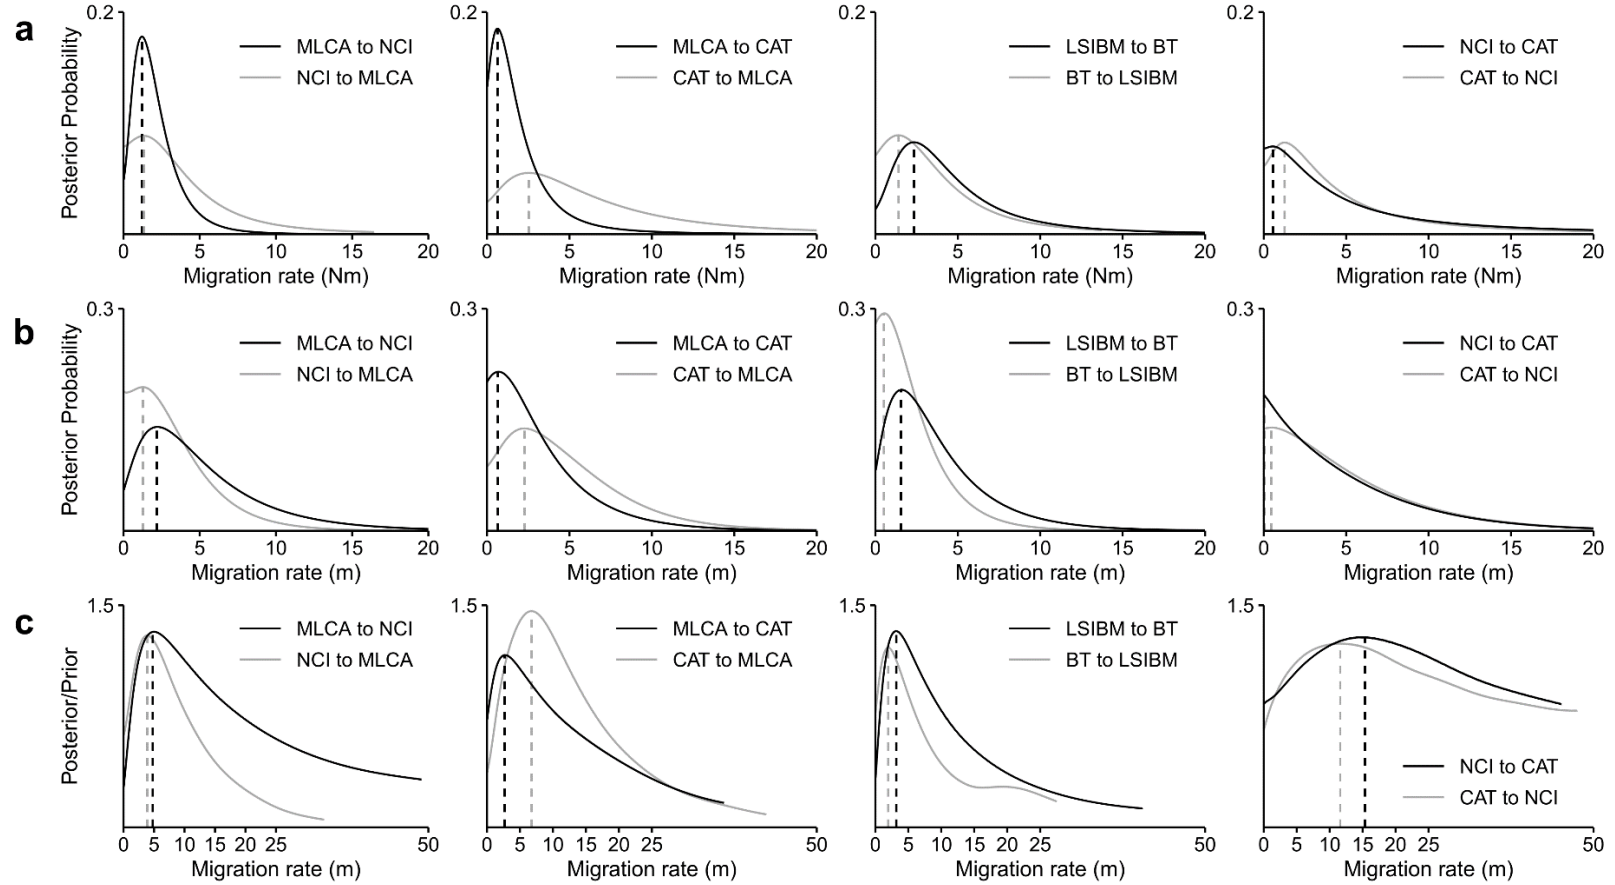 a
0.2
0.2
0.2
0.2
Posterior Probability
MLCA to NCI
NCI to MLCA
MLCA to CAT
CAT to MLCA
LSIBM to BT
BT to LSIBM
NCI to CAT
CAT to NCI
0 5 10 15 20
0 5 10 15 20
0 5 10 15 20
0 5 10 15 20
Migration rate (Nm)
Migration rate (Nm)
Migration rate (Nm)
Migration rate (Nm)
b
0.3
0.3
0.3
0.3
Posterior Probability
MLCA to NCI
NCI to MLCA
MLCA to CAT
CAT to MLCA
LSIBM to BT
BT to LSIBM
NCI to CAT
CAT to NCI
0 5 10 15 20
0 5 10 15 20
0 5 10 15 20
0 5 10 15 20
Migration rate (m)
Migration rate (m)
Migration rate (m)
Migration rate (m)
c
1.5
1.5
1.5
1.5
Posterior/Prior
MLCA to NCI
NCI to MLCA
MLCA to CAT
CAT to MLCA
LSIBM to BT
BT to LSIBM
NCI to CAT
CAT to NCI
0 5 10 15 20 25 50
0 5 10 15 20 25 50
0 5 10 15 20 25 50
0 5 10 15 20 25 50
Migration rate (m)
Migration rate (m)
Migration rate (m)
Migration rate (m)